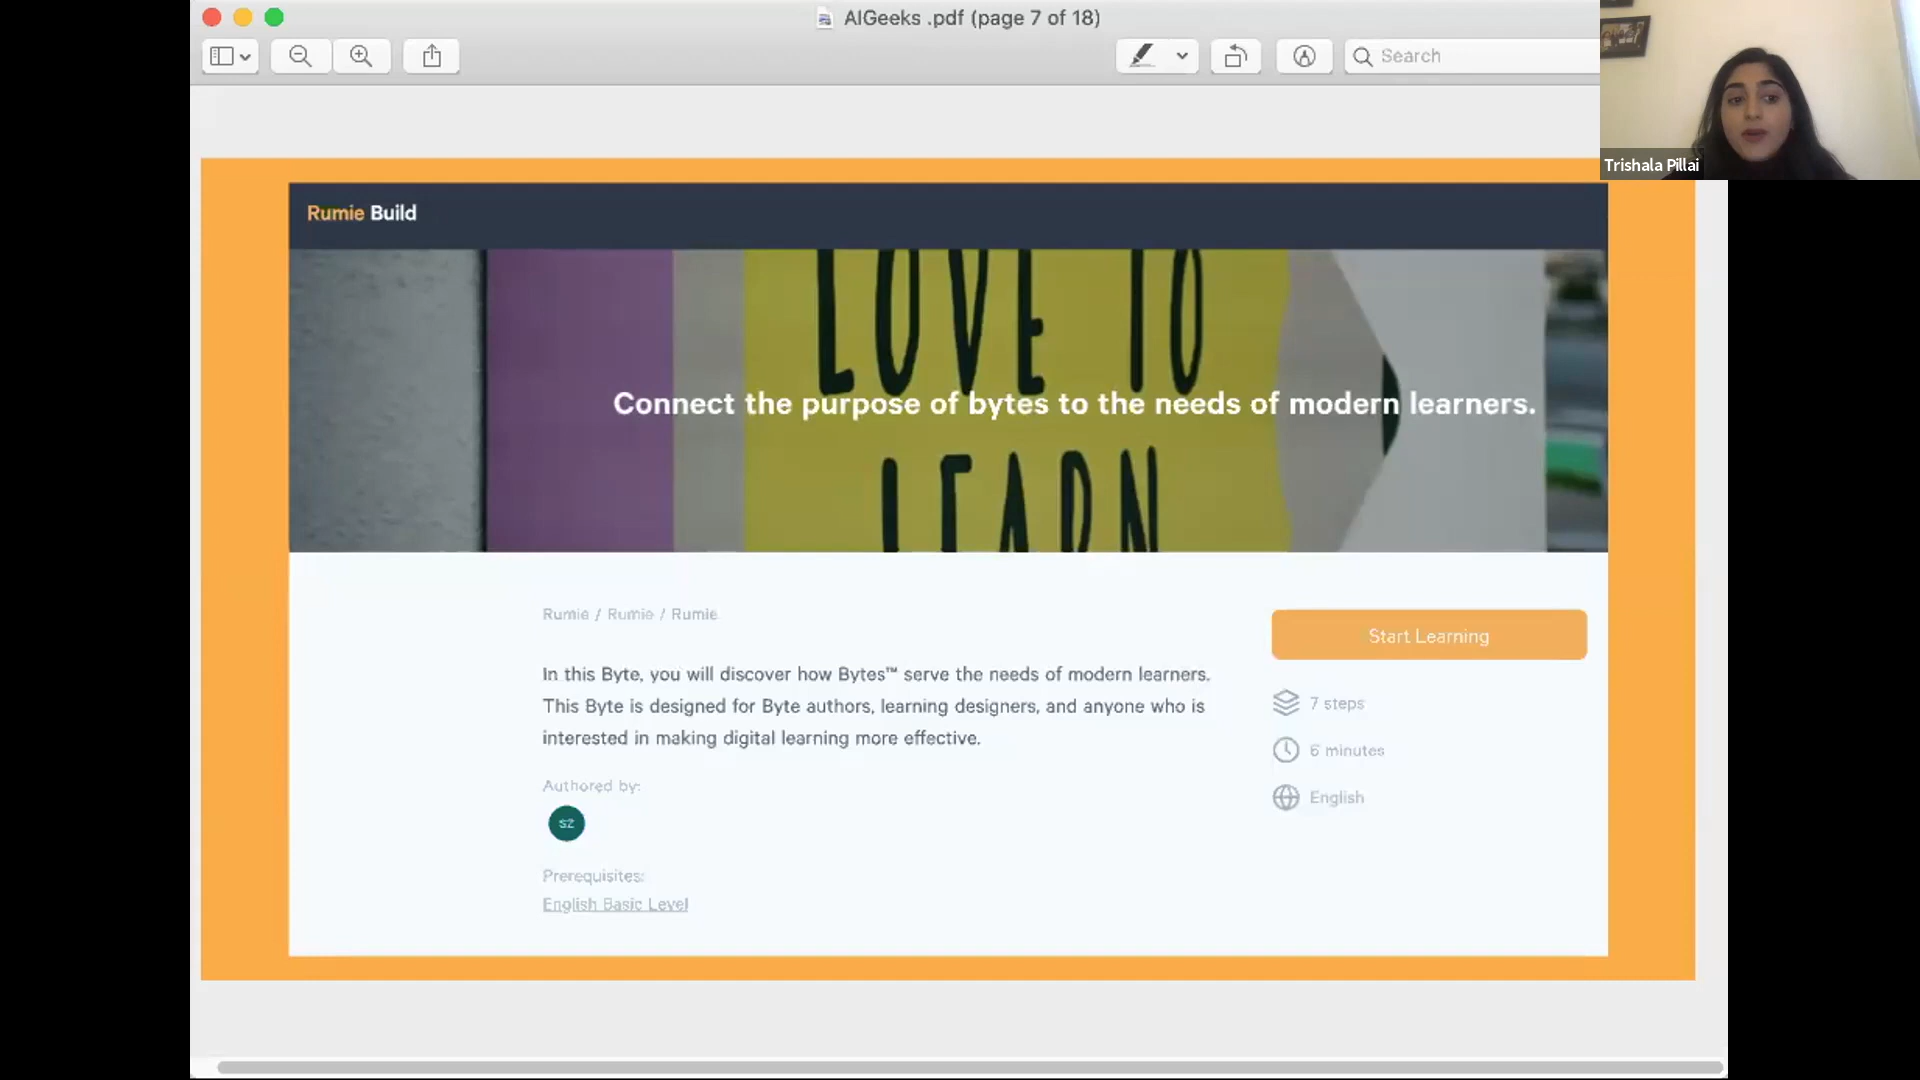 AIGeeks .pdf (page 7 of 18)
Search
Trishala Pillai
Rumie Build
LOVE TO
Connect the purpose of bytes to the needs of modern learners.
LEARN
Rumie / Rumie / Rumie
Start Learning
In this Byte, you will discover how Bytes™ serve the needs of modern learners.
This Byte is designed for Byte authors, learning designers, and anyone who is
interested in making digital learning more effective.
7 steps
6 minutes
English
Authored by:
SZ
Prerequisites:
English Basic Level